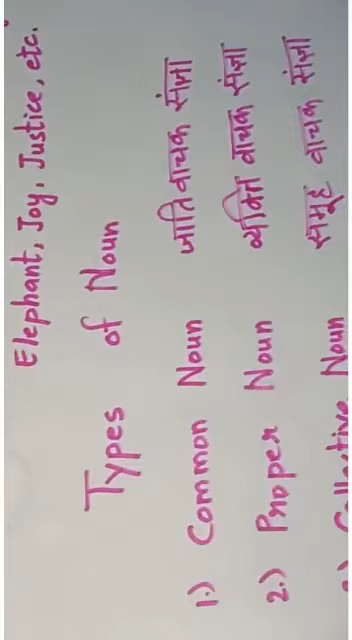 Elephant, Joy, Justice, etc.
Types of Noun
1.) Common Noun जातिवाचक संज्ञा
2.) Proper Noun व्यक्ति वाचक संज्ञा
Collective Noun समूह वाचक संज्ञा